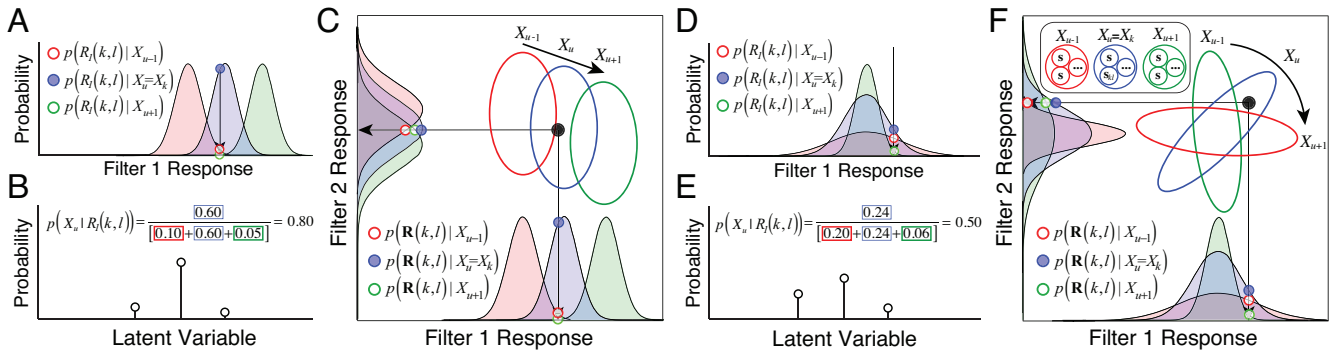 A
Probability
p(R₁(k,l) | Xᵤ₋₁)
p(R₁(k,l) | Xᵤ=Xₖ)
p(R₁(k,l) | Xᵤ₊₁)
Filter 1 Response
B
Probability
p(Xᵤ | R₁(k,l)) = 0.60 / [0.10+0.60+0.05] = 0.80
Latent Variable
C
Filter 2 Response
Xᵤ₋₁
Xᵤ
Xᵤ₊₁
p(R(k,l) | Xᵤ₋₁)
p(R(k,l) | Xᵤ=Xₖ)
p(R(k,l) | Xᵤ₊₁)
Filter 1 Response
D
Probability
p(R₁(k,l) | Xᵤ₋₁)
p(R₁(k,l) | Xᵤ=Xₖ)
p(R₁(k,l) | Xᵤ₊₁)
Filter 1 Response
E
Probability
p(Xᵤ | R₁(k,l)) = 0.24 / [0.20+0.24+0.06] = 0.50
Latent Variable
F
Filter 2 Response
Xᵤ₋₁ Xᵤ=Xₖ Xᵤ₊₁
s s ...
s sₖₗ ...
s s ...
Xᵤ₋₁
Xᵤ
Xᵤ₊₁
p(R(k,l) | Xᵤ₋₁)
p(R(k,l) | Xᵤ=Xₖ)
p(R(k,l) | Xᵤ₊₁)
Filter 1 Response